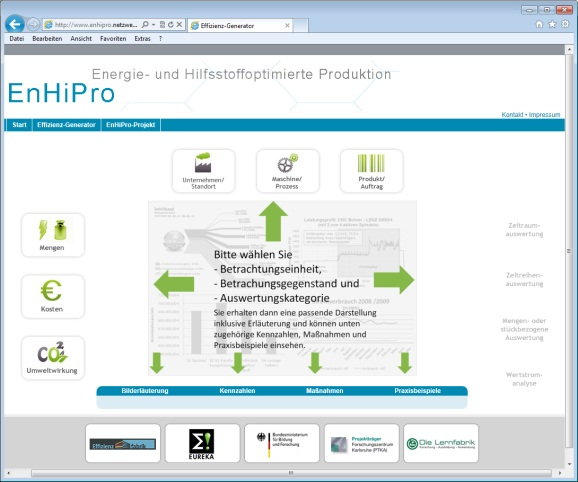 http://www.enhipro.netzwe...
Effizienz-Generator
Datei Bearbeiten Ansicht Favoriten Extras ?
Energie- und Hilfsstoffoptimierte Produktion
EnHiPro
Kontakt • Impressum
Start Effizienz-Generator EnHiPro-Projekt
Unternehmen/
Standort
Maschine/
Prozess
Produkt/
Auftrag
Mengen
Kosten
CO2
Umweltwirkung
Bitte wählen Sie
- Betrachtungseinheit,
- Betrachungsgegenstand und
- Auswertungskategorie
Sie erhalten dann eine passende Darstellung
inklusive Erläuterung und können unten
zugehörige Kennzahlen, Maßnahmen und
Praxisbeispiele einsehen.
Zeitraum-
auswertung
Zeitreihen-
auswertung
Mengen- oder
stückbezogene
Auswertung
Wertstrom-
analyse
Bilderläuterung Kennzahlen Maßnahmen Praxisbeispiele
Effizienz fabrik
Σ!
EUREKA
Bundesministerium
für Bildung
und Forschung
Projektträger
Forschungszentrum
Karlsruhe (PTKA)
Die Lernfabrik